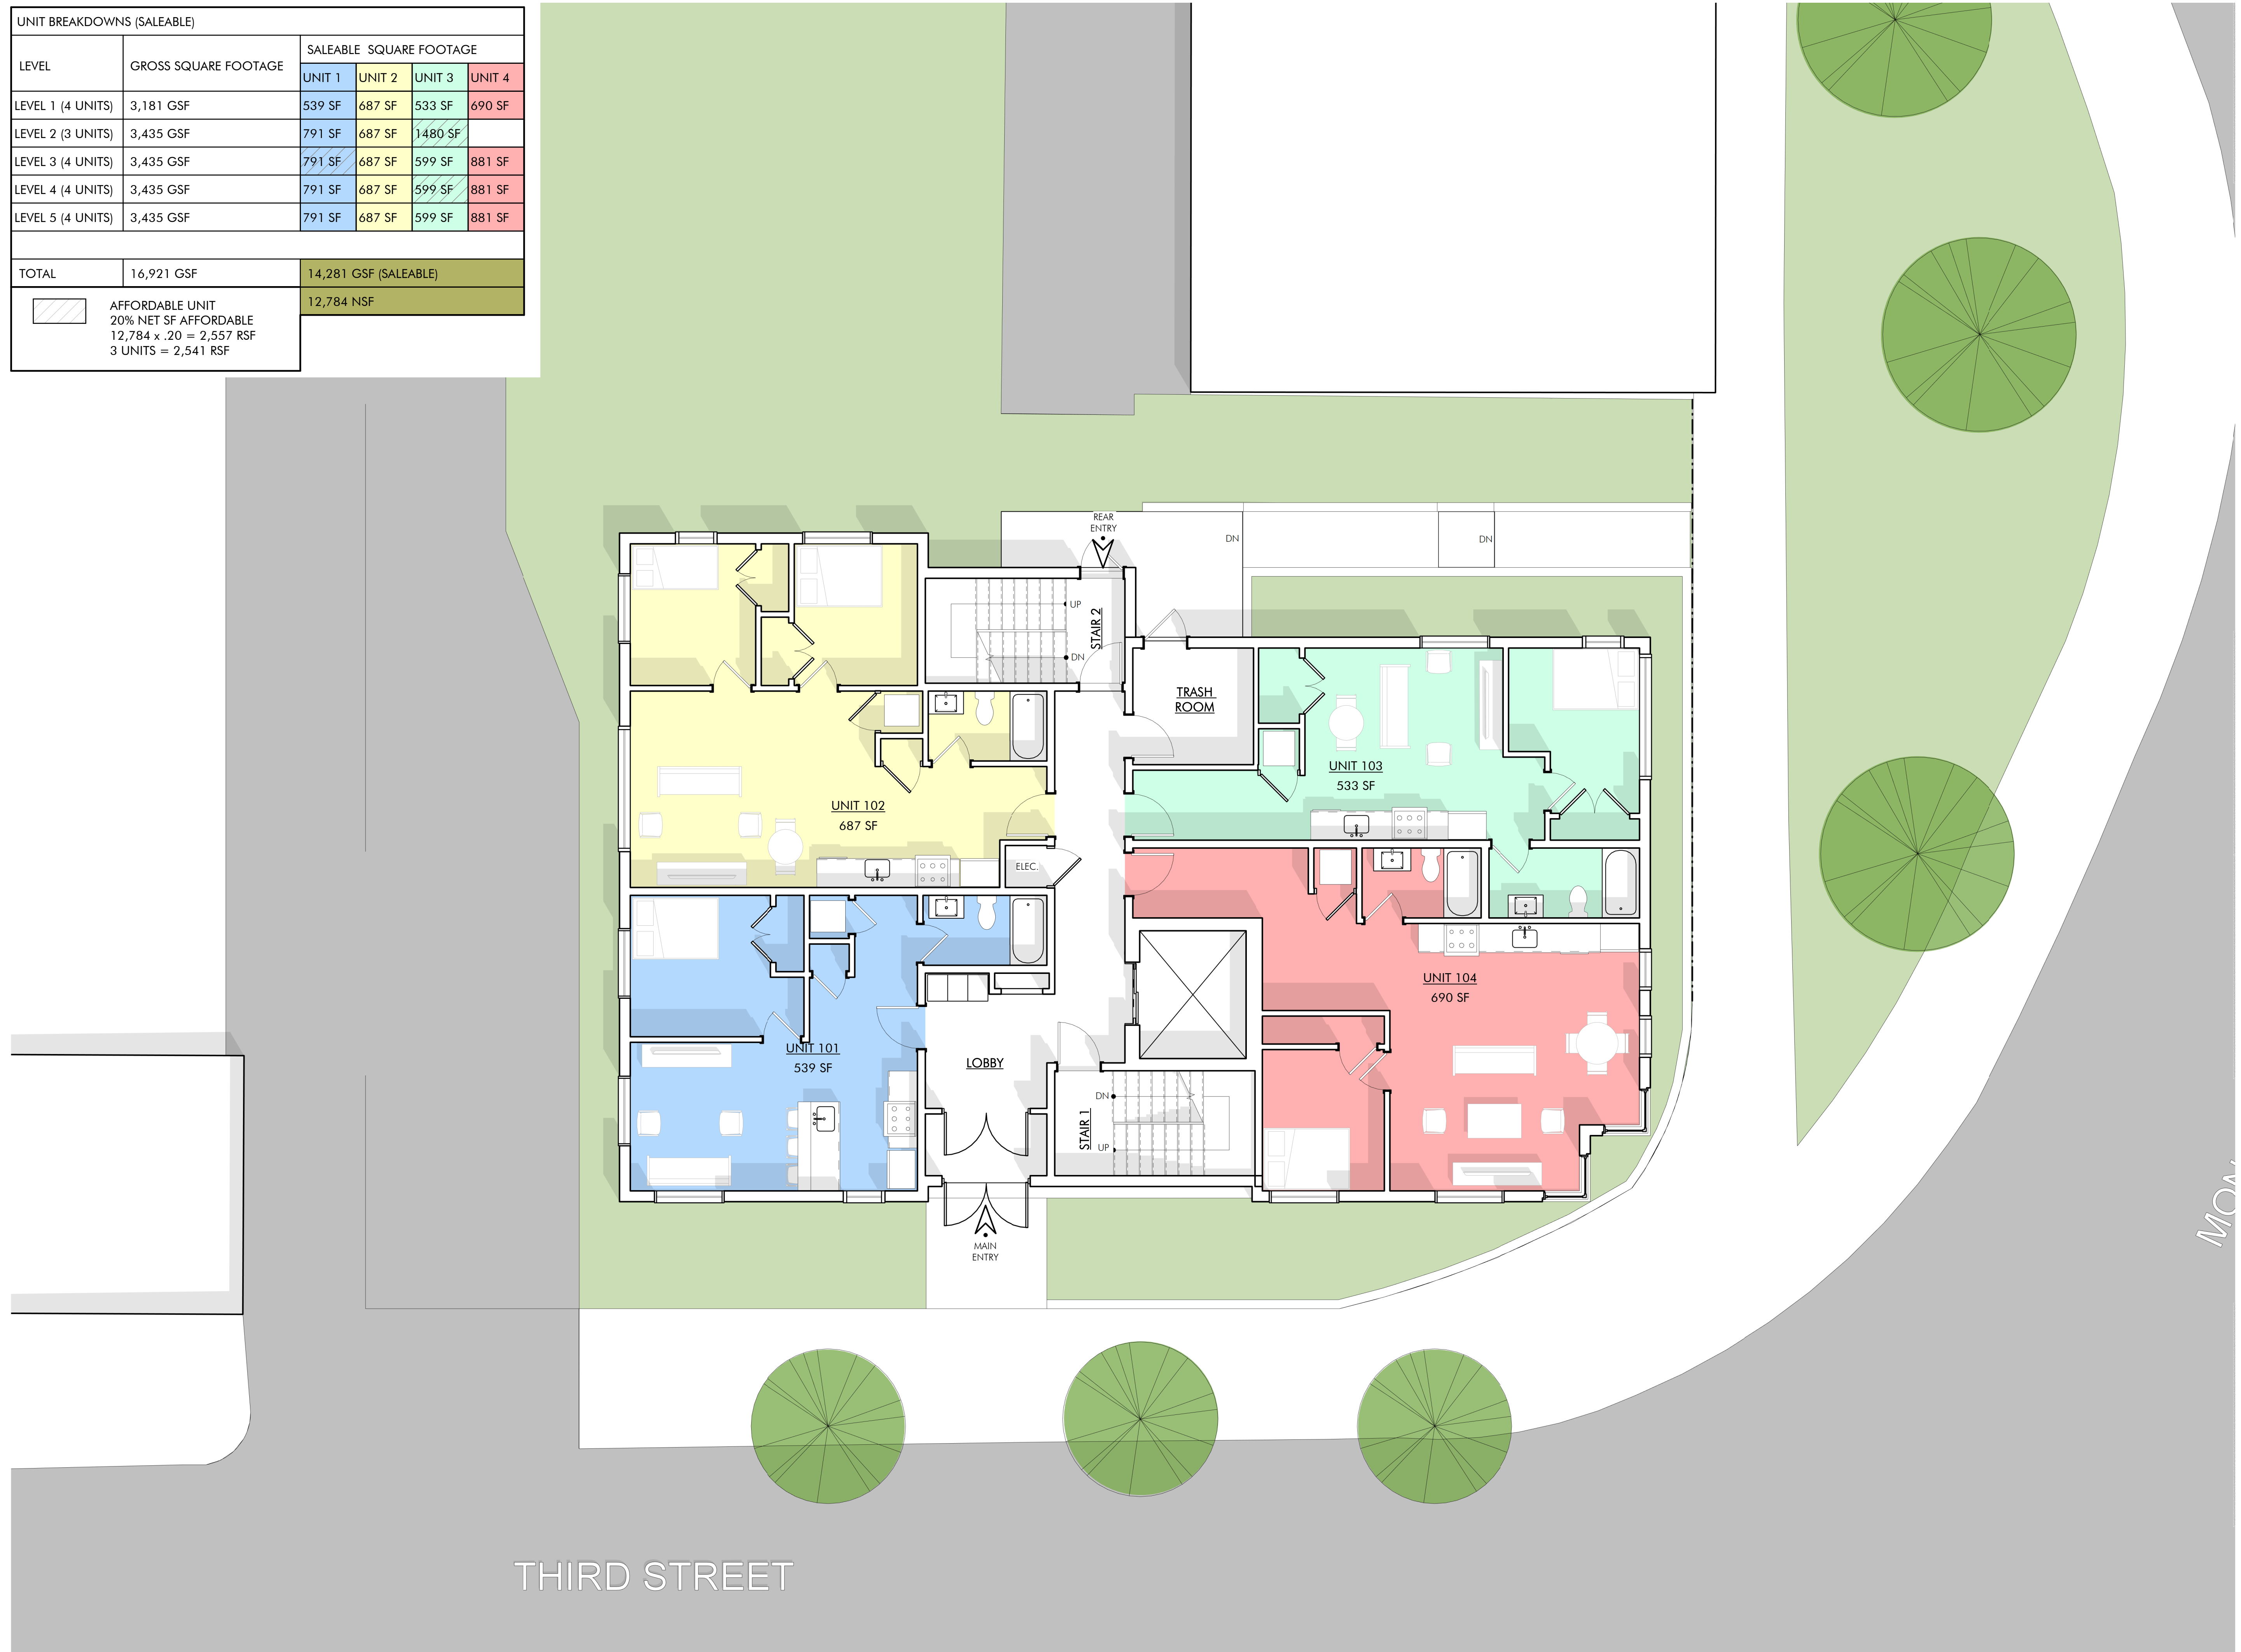 UNIT BREAKDOWNS (SALEABLE)
LEVEL GROSS SQUARE FOOTAGE SALEABLE SQUARE FOOTAGE
UNIT 1 UNIT 2 UNIT 3 UNIT 4
LEVEL 1 (4 UNITS) 3,181 GSF 539 SF 687 SF 533 SF 690 SF
LEVEL 2 (3 UNITS) 3,435 GSF 791 SF 687 SF 1480 SF
LEVEL 3 (4 UNITS) 3,435 GSF 791 SF 687 SF 599 SF 881 SF
LEVEL 4 (4 UNITS) 3,435 GSF 791 SF 687 SF 599 SF 881 SF
LEVEL 5 (4 UNITS) 3,435 GSF 791 SF 687 SF 599 SF 881 SF
TOTAL 16,921 GSF 14,281 GSF (SALEABLE)
12,784 NSF
AFFORDABLE UNIT
20% NET SF AFFORDABLE
12,784 x .20 = 2,557 RSF
3 UNITS = 2,541 RSF
REAR
ENTRY
DN
DN
UP
STAIR 2
DN
TRASH
ROOM
UNIT 103
533 SF
UNIT 102
687 SF
ELEC.
UNIT 104
690 SF
UNIT 101
539 SF
LOBBY
DN
STAIR 1
UP
MAIN
ENTRY
MON
THIRD STREET